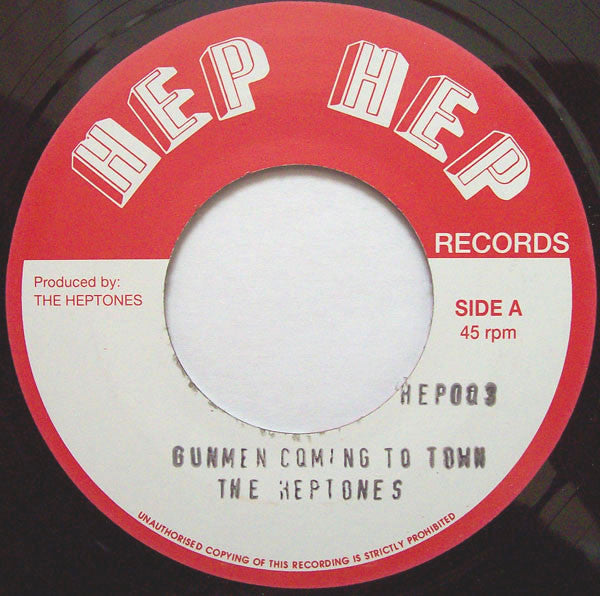 HEP HEP
RECORDS
Produced by:
THE HEPTONES
SIDE A
45 rpm
HEP003
GUNMEN COMING TO TOWN
THE HEPTONES
UNAUTHORISED COPYING OF THIS RECORDING IS STRICTLY PROHIBITED